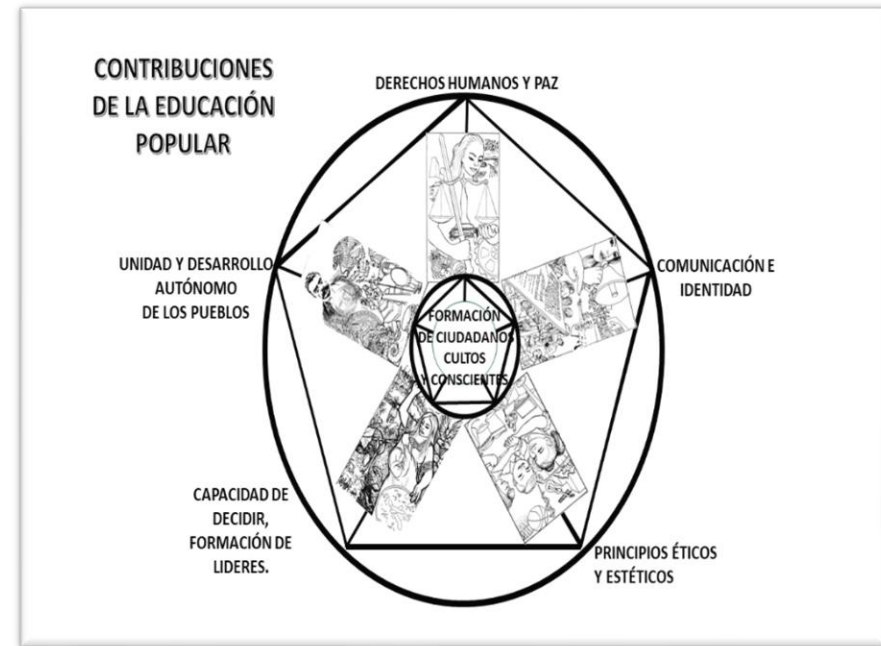 CONTRIBUCIONES
DE LA EDUCACIÓN
POPULAR
DERECHOS HUMANOS Y PAZ
UNIDAD Y DESARROLLO
AUTÓNOMO
DE LOS PUEBLOS
COMUNICACIÓN E
IDENTIDAD
FORMACIÓN
DE CIUDADANOS
CULTOS
Y CONSCIENTES
CAPACIDAD DE
DECIDIR,
FORMACIÓN DE
LIDERES.
PRINCIPIOS ÉTICOS
Y ESTÉTICOS